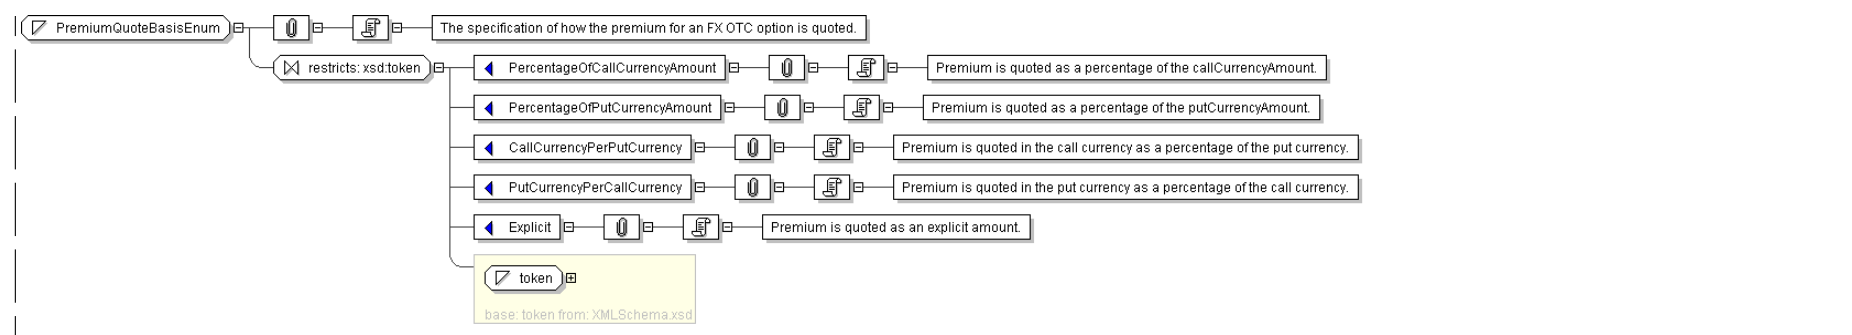 PremiumQuoteBasisEnum The specification of how the premium for an FX OTC option is quoted.
restricts: xsd:token PercentageOfCallCurrencyAmount Premium is quoted as a percentage of the callCurrencyAmount.
PercentageOfPutCurrencyAmount Premium is quoted as a percentage of the putCurrencyAmount.
CallCurrencyPerPutCurrency Premium is quoted in the call currency as a percentage of the put currency.
PutCurrencyPerCallCurrency Premium is quoted in the put currency as a percentage of the call currency.
Explicit Premium is quoted as an explicit amount.
token
base: token from: XMLSchema.xsd